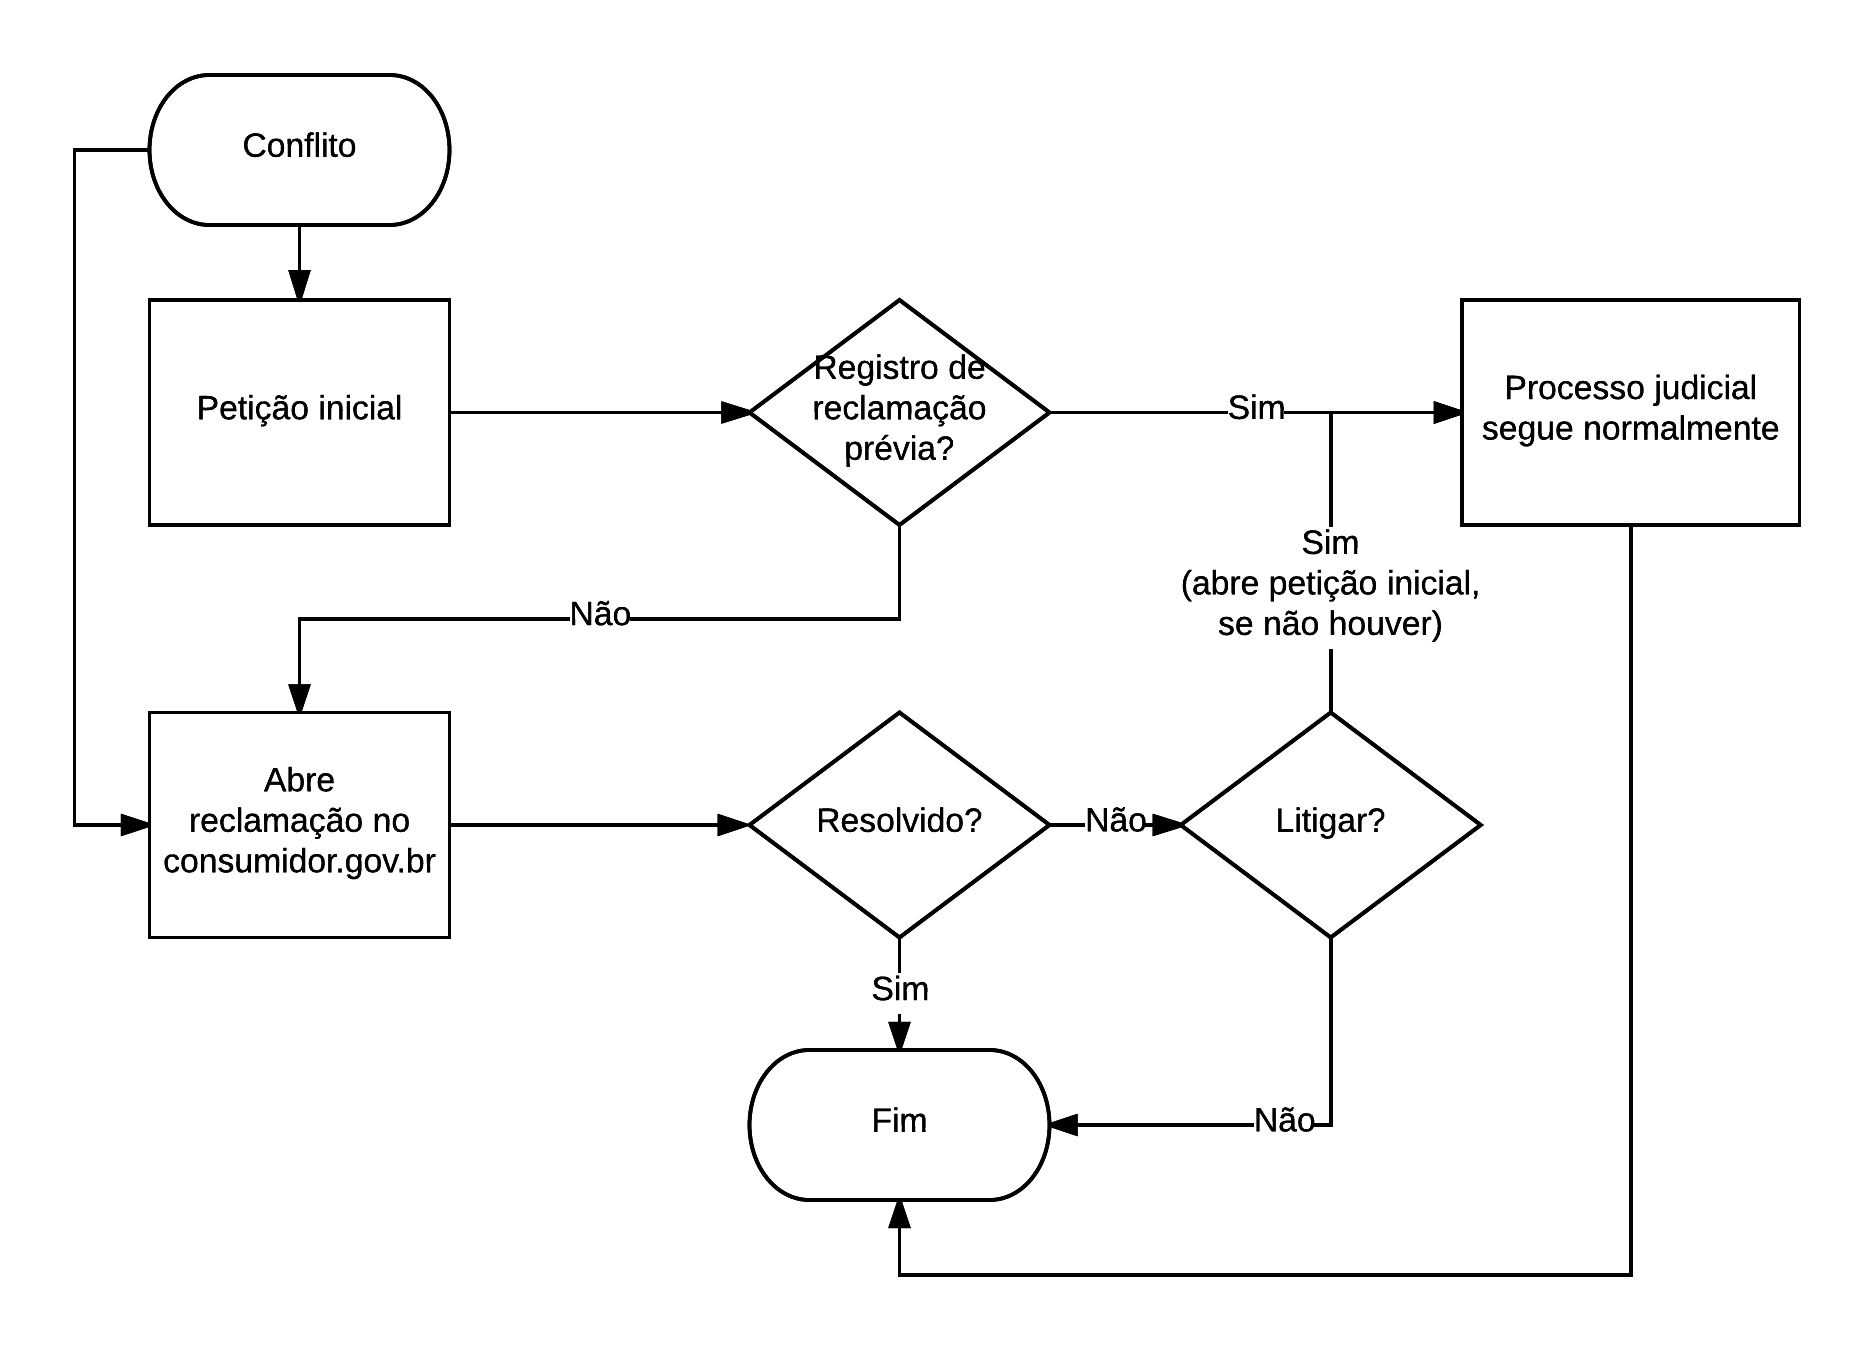 Conflito
Petição inicial
Registro de
reclamação
prévia?
Sim
Processo judicial
segue normalmente
Sim
(abre petição inicial,
se não houver)
Não
Abre
reclamação no
consumidor.gov.br
Resolvido?
Não
Litigar?
Sim
Fim
Não